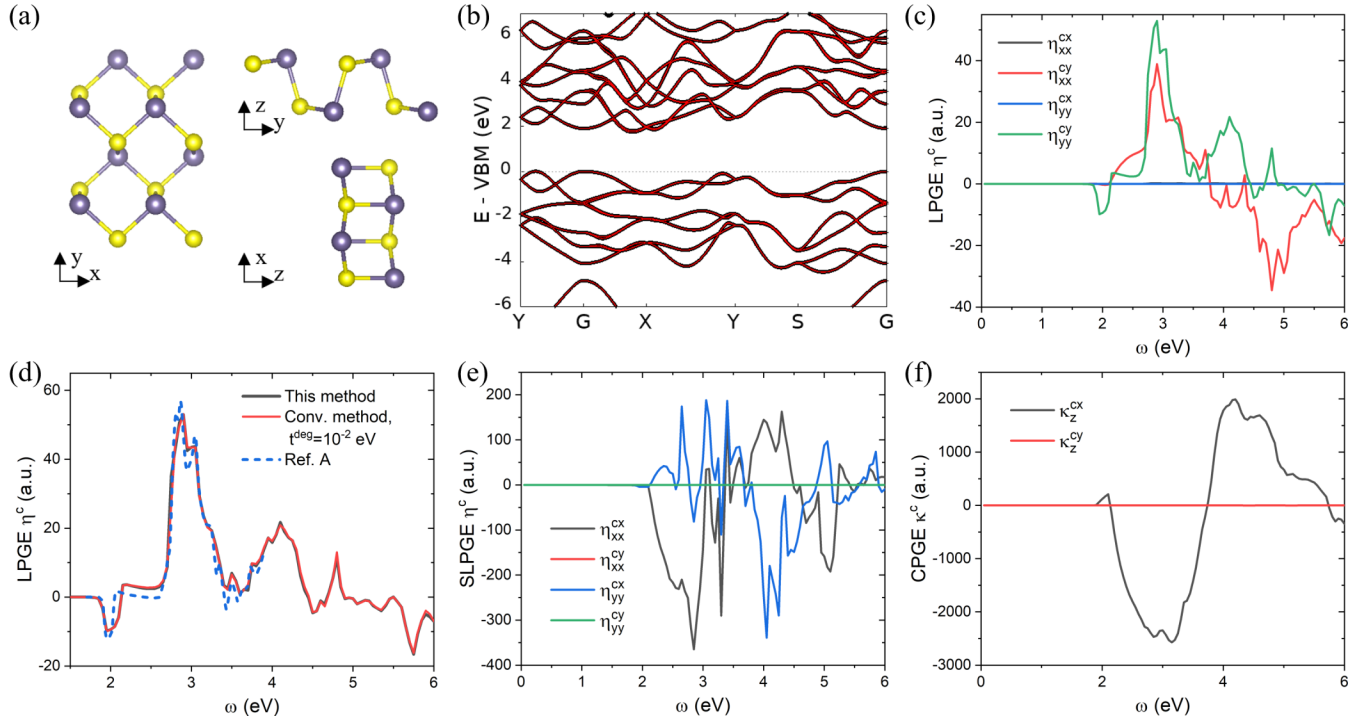 (a)
z
y
y
x
x
z
(b)
E - VBM (eV)
6
4
2
0
-2
-4
-6
Y G X Y S G
(c)
LPGE η^c (a.u.)
40
20
0
-20
-40
η_xx^cx
η_xx^cy
η_yy^cx
η_yy^cy
0 1 2 3 4 5 6
ω (eV)
(d)
LPGE η^c (a.u.)
60
40
20
0
-20
This method
Conv. method,
t^deg=10^-2 eV
Ref. A
2 3 4 5 6
ω (eV)
(e)
SLPGE η^c (a.u.)
200
100
0
-100
-200
-300
-400
η_xx^cx
η_xx^cy
η_yy^cx
η_yy^cy
0 1 2 3 4 5 6
ω (eV)
(f)
CPGE κ^c (a.u.)
2000
1000
0
-1000
-2000
-3000
κ_z^cx
κ_z^cy
0 2 4 6
ω (eV)